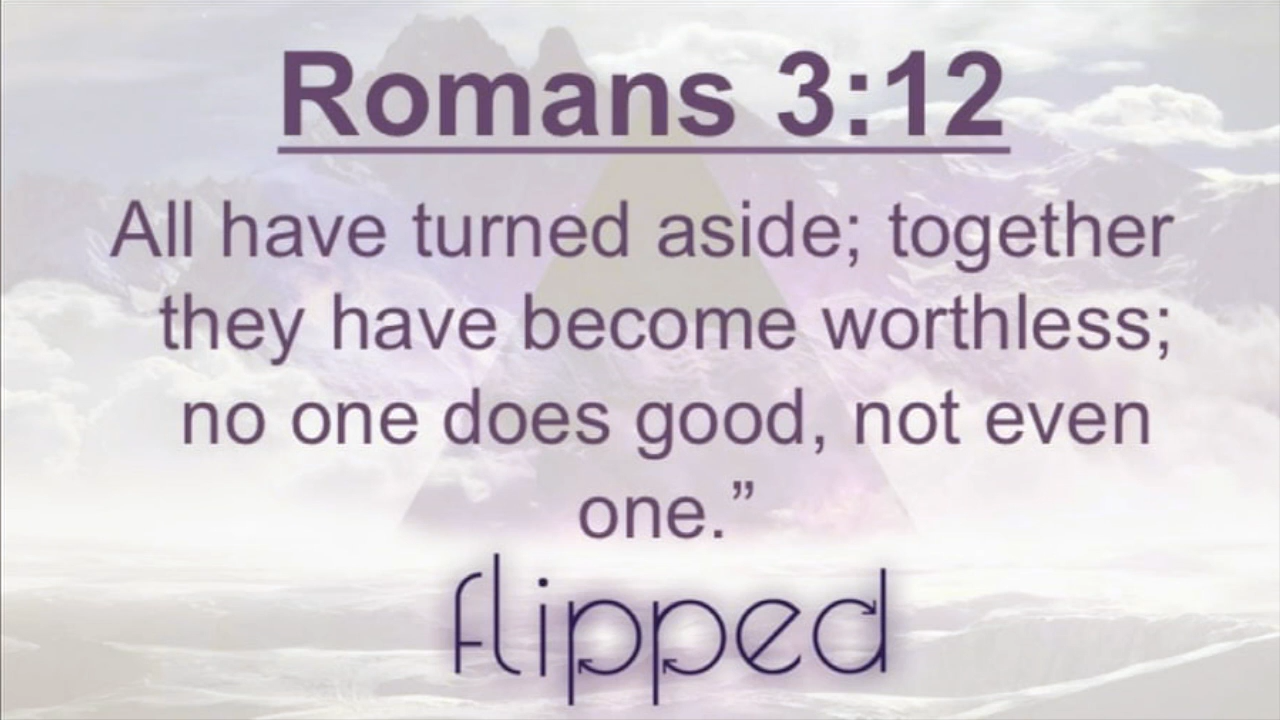 Romans 3:12
All have turned aside; together
they have become worthless;
no one does good, not even
one.”
flipped